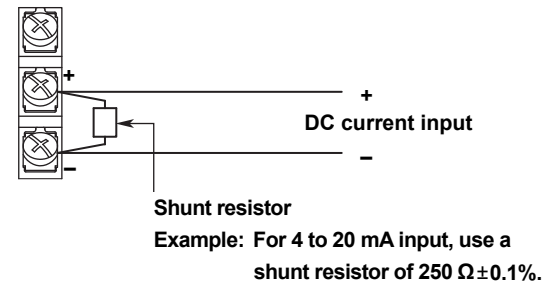 +
+
DC current input
−
−
Shunt resistor
Example: For 4 to 20 mA input, use a
shunt resistor of 250 Ω±0.1%.